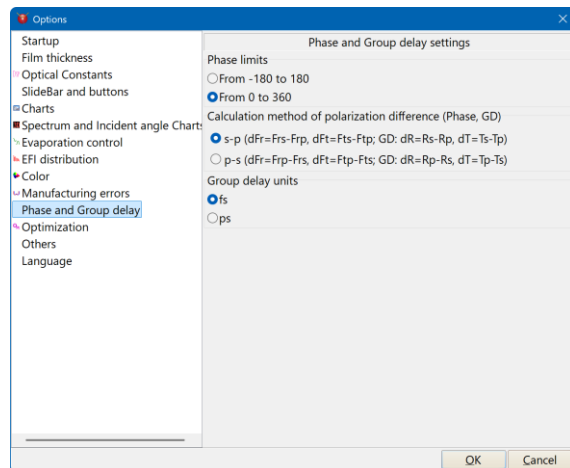 Options
Startup
Film thickness
Optical Constants
SlideBar and buttons
Charts
Spectrum and Incident angle Charts
Evaporation control
EFI distribution
Color
Manufacturing errors
Phase and Group delay
Optimization
Others
Language
Phase and Group delay settings
Phase limits
From -180 to 180
From 0 to 360
Calculation method of polarization difference (Phase, GD)
s-p (dFr=Frs-Frp, dFt=Fts-Ftp; GD: dR=Rs-Rp, dT=Ts-Tp)
p-s (dFr=Frp-Frs, dFt=Ftp-Fts; GD: dR=Rp-Rs, dT=Tp-Ts)
Group delay units
fs
ps
OK
Cancel